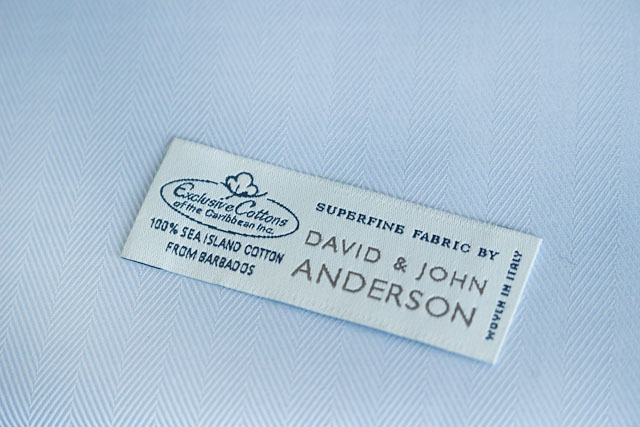 Exclusive Cottons
of the Caribbean Inc.
100% SEA ISLAND COTTON
FROM BARBADOS
SUPERFINE FABRIC BY
DAVID & JOHN
ANDERSON
WOVEN IN ITALY